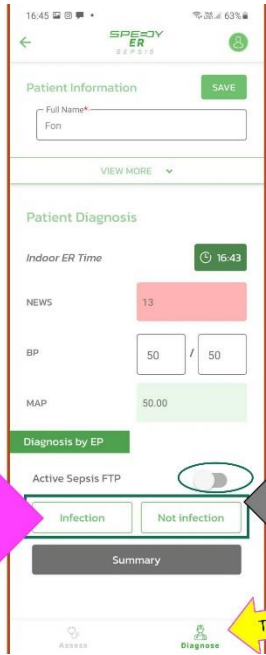 16:45 63%
SPEEDY
ER
SEPSIS
Patient Information SAVE
Full Name*
Fon
VIEW MORE
Patient Diagnosis
Indoor ER Time 16:43
NEWS 13
BP 50 / 50
MAP 50.00
Diagnosis by EP
Active Sepsis FTP
Infection Not infection
Summary
Assess Diagnose